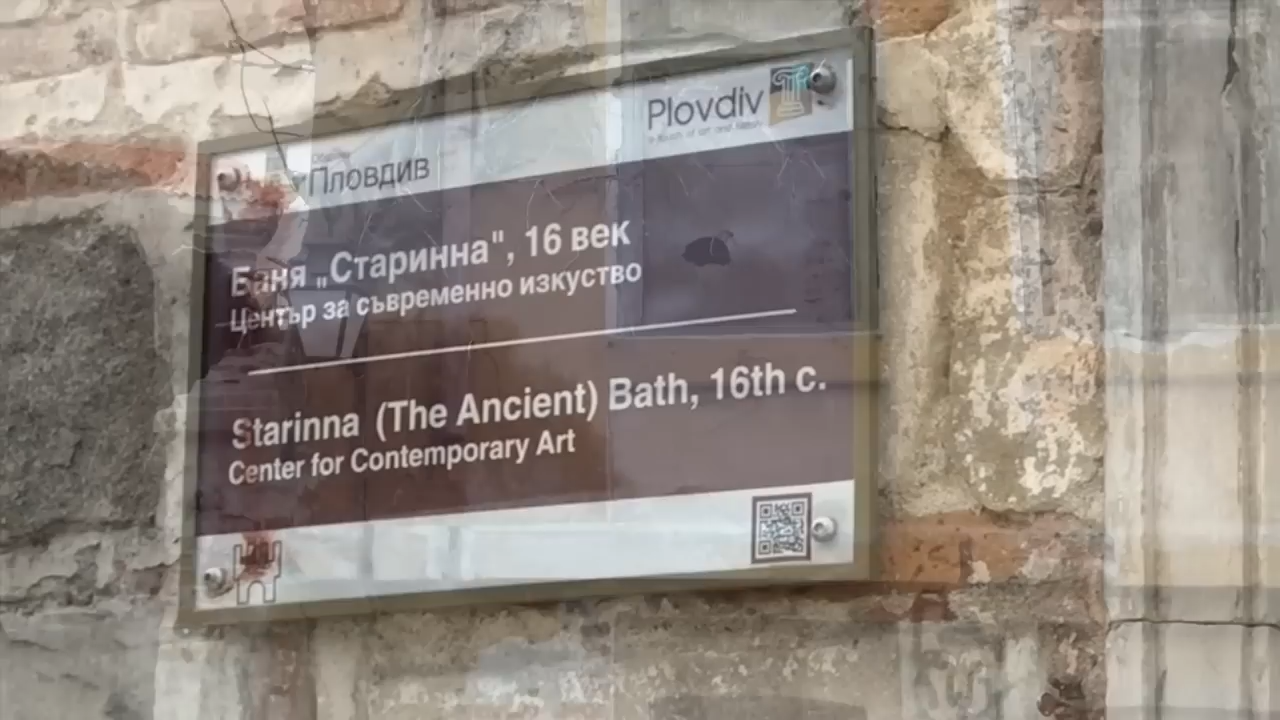 Пловдив
Plovdiv
Баня „Старинна", 16 век
Център за съвременно изкуство
Starinna (The Ancient) Bath, 16th c.
Center for Contemporary Art